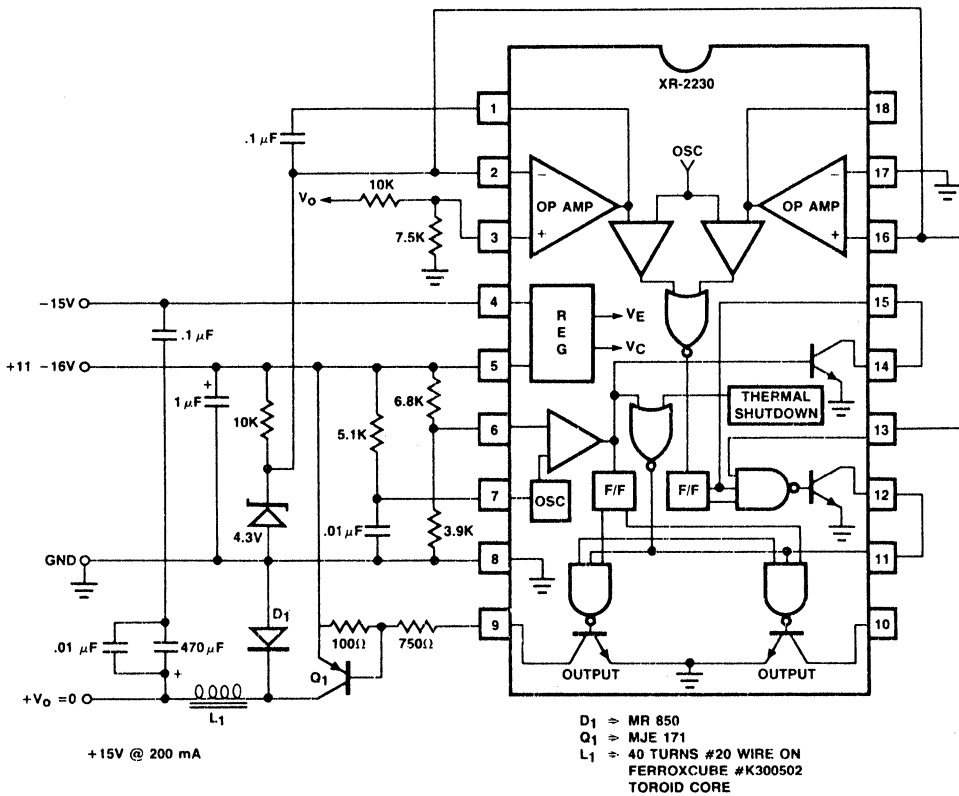 XR-2230
1
18
.1 µF
OSC
2
17
10K
Vo
OP AMP
OP AMP
−
+
−
+
7.5K
3
16
−15V
4
15
R
E
G
VE
VC
.1 µF
+11 −16V
5
14
+
1 µF
6.8K
THERMAL
SHUTDOWN
10K
5.1K
6
13
OSC
F/F
F/F
7
12
4.3V
.01 µF
3.9K
GND
8
11
D1
.01 µF
470 µF
+
100Ω
750Ω
9
10
Q1
OUTPUT
OUTPUT
+Vo = 0
L1
+15V @ 200 mA
D1 ⇒ MR 850
Q1 ⇒ MJE 171
L1 ⇒ 40 TURNS #20 WIRE ON
FERROXCUBE #K300502
TOROID CORE